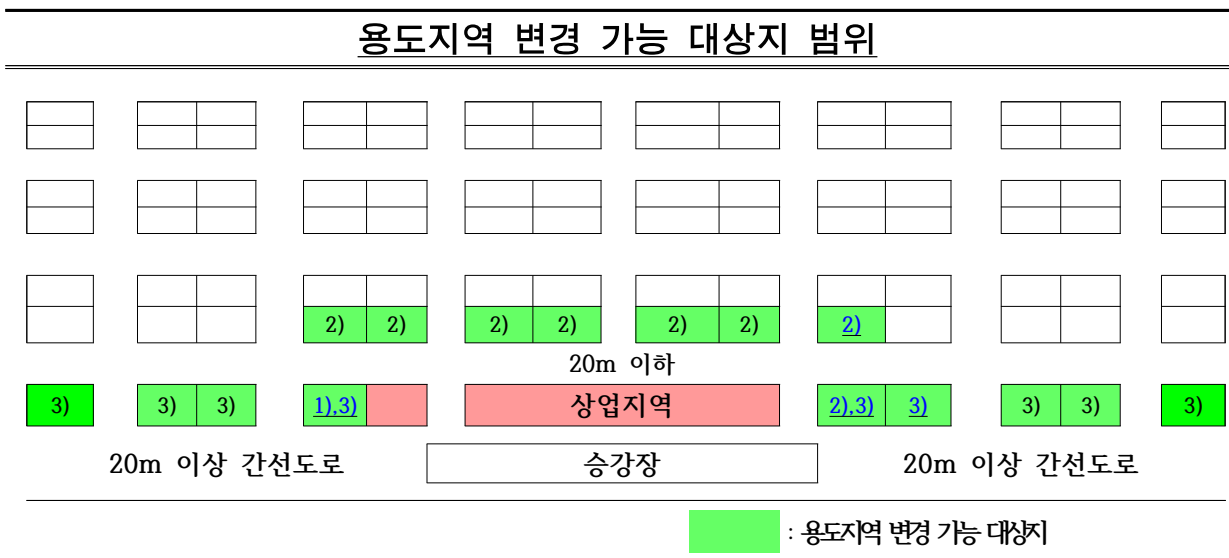 용도지역 변경 가능 대상지 범위
2) 2) 2) 2) 2) 2) 2)
20m 이하
3) 3) 3) 1),3) 상업지역 2),3) 3) 3) 3) 3)
20m 이상 간선도로 승강장 20m 이상 간선도로
: 용도지역 변경 가능 대상지